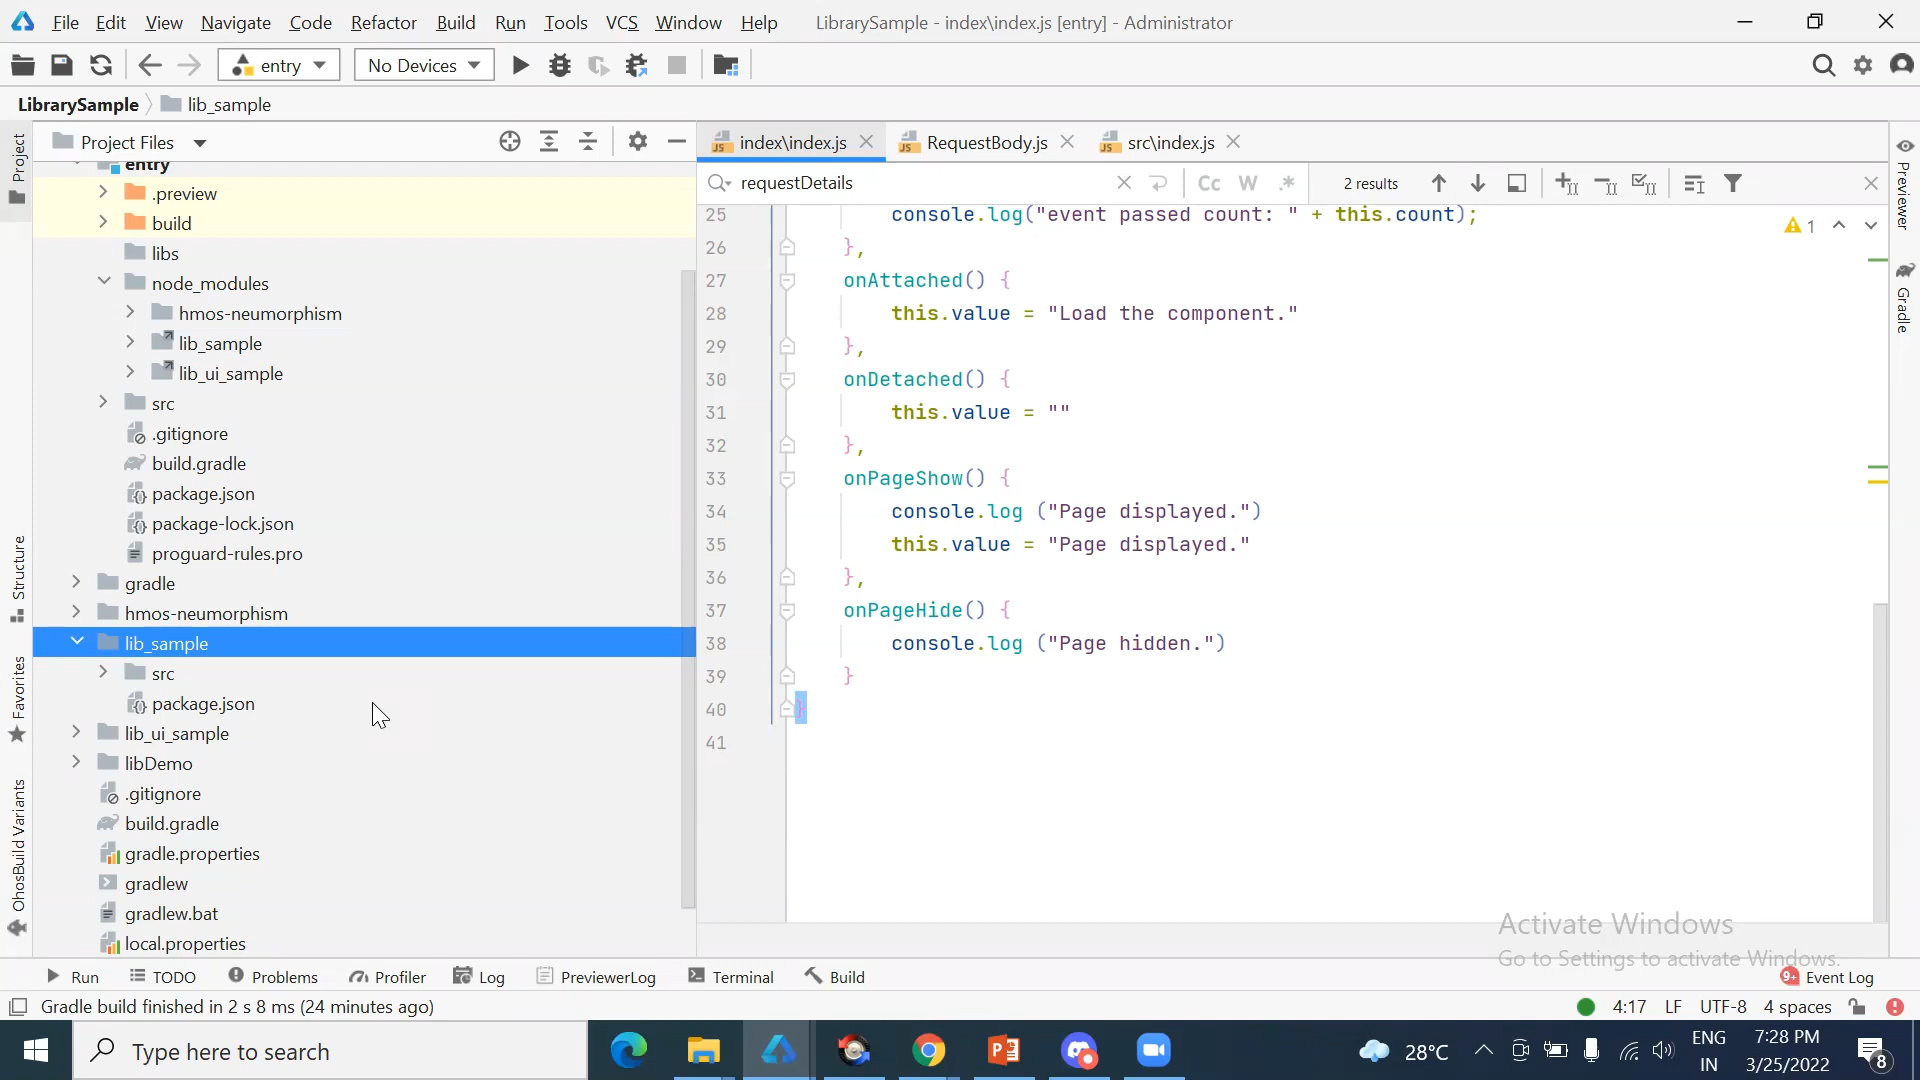 File Edit View Navigate Code Refactor Build Run Tools VCS Window Help LibrarySample - index\index.js [entry] - Administrator
entry No Devices
LibrarySample lib_sample
Project Files
index\index.js RequestBody.js src\index.js
requestDetails Cc W .* 2 results
entry
.preview
build
libs
node_modules
hmos-neumorphism
lib_sample
lib_ui_sample
src
.gitignore
build.gradle
package.json
package-lock.json
proguard-rules.pro
gradle
hmos-neumorphism
lib_sample
src
package.json
lib_ui_sample
libDemo
.gitignore
build.gradle
gradle.properties
gradlew
gradlew.bat
local.properties
Project
Structure
Favorites
OhosBuild Variants
25 console.log("event passed count: " + this.count);
26 },
27 onAttached() {
28 this.value = "Load the component."
29 },
30 onDetached() {
31 this.value = ""
32 },
33 onPageShow() {
34 console.log ("Page displayed.")
35 this.value = "Page displayed."
36 },
37 onPageHide() {
38 console.log ("Page hidden.")
39 }
40 }
41
1
Previewer
Gradle
Activate Windows
Go to Settings to activate Windows.
Run TODO Problems Profiler Log PreviewerLog Terminal Build 9+ Event Log
Gradle build finished in 2 s 8 ms (24 minutes ago) 4:17 LF UTF-8 4 spaces
Type here to search
28°C
ENG
IN
7:28 PM
3/25/2022
8